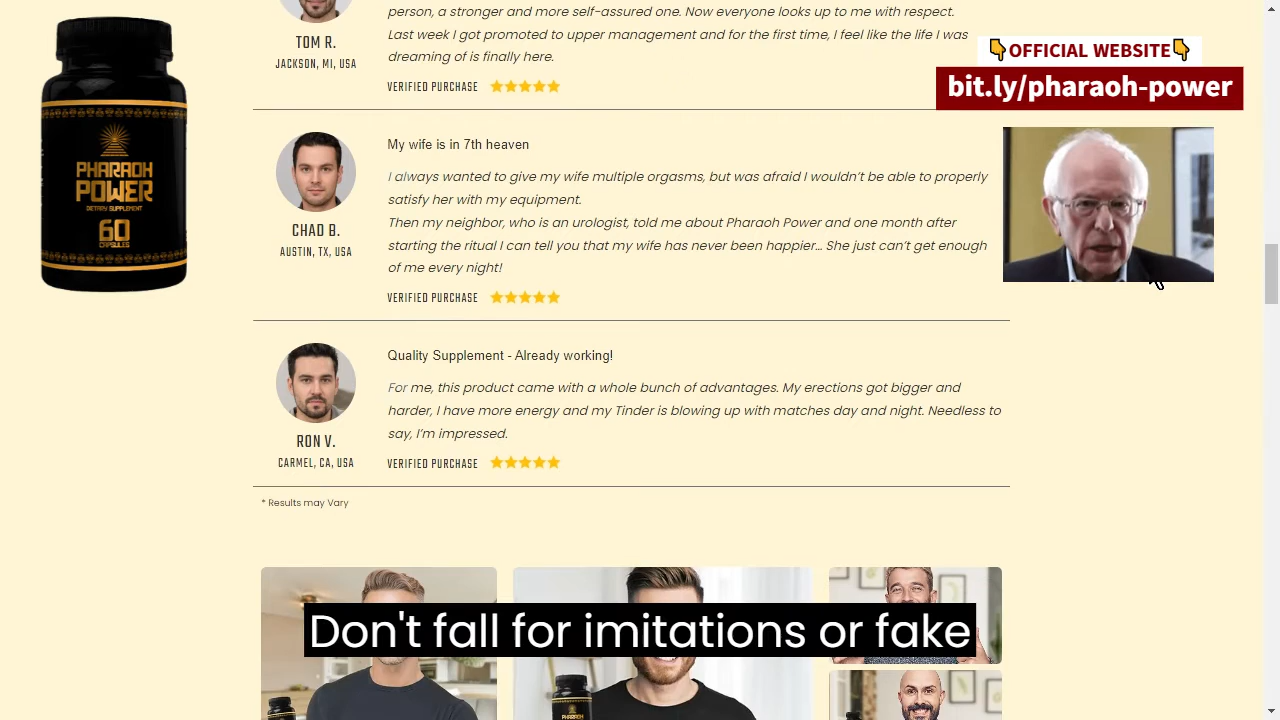 person, a stronger and more self-assured one. Now everyone looks up to me with respect.
Last week I got promoted to upper management and for the first time, I feel like the life I was
dreaming of is finally here.
TOM R.
JACKSON, MI, USA
VERIFIED PURCHASE
👇OFFICIAL WEBSITE👇
bit.ly/pharaoh-power
PHARAOH
POWER
DIETARY SUPPLEMENT
60
CAPSULES
My wife is in 7th heaven
I always wanted to give my wife multiple orgasms, but was afraid I wouldn't be able to properly
satisfy her with my equipment.
Then my neighbor, who is an urologist, told me about Pharaoh Power and one month after
starting the ritual I can tell you that my wife has never been happier... She just can't get enough
of me every night!
CHAD B.
AUSTIN, TX, USA
VERIFIED PURCHASE
Quality Supplement - Already working!
For me, this product came with a whole bunch of advantages. My erections got bigger and
harder, I have more energy and my Tinder is blowing up with matches day and night. Needless to
say, I'm impressed.
RON V.
CARMEL, CA, USA
VERIFIED PURCHASE
* Results may Vary
Don't fall for imitations or fake